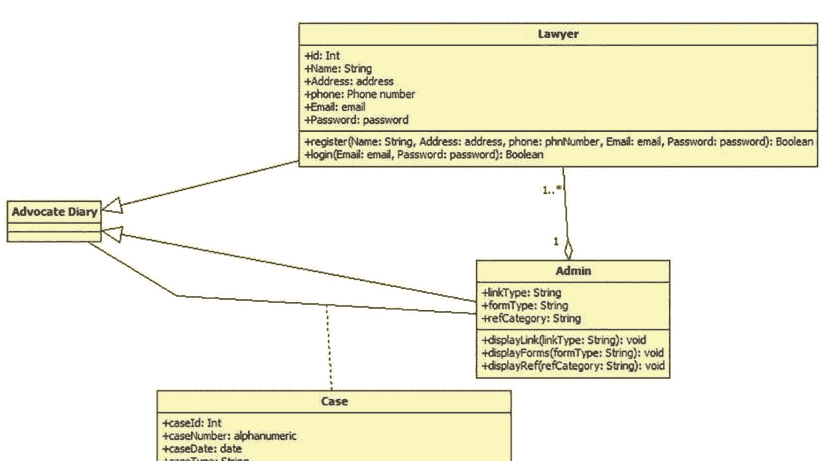 Lawyer
+id: Int
+Name: String
+Address: address
+phone: Phone number
+Email: email
+Password: password
+register(Name: String, Address: address, phone: phnNumber, Email: email, Password: password): Boolean
+login(Email: email, Password: password): Boolean
1..*
Advocate Diary
1
Admin
+linkType: String
+formType: String
+refCategory: String
+displayLink(linkType: String): void
+displayForms(formType: String): void
+displayRef(refCategory: String): void
Case
+caseId: Int
+caseNumber: alphanumeric
+caseDate: date
+caseType: String